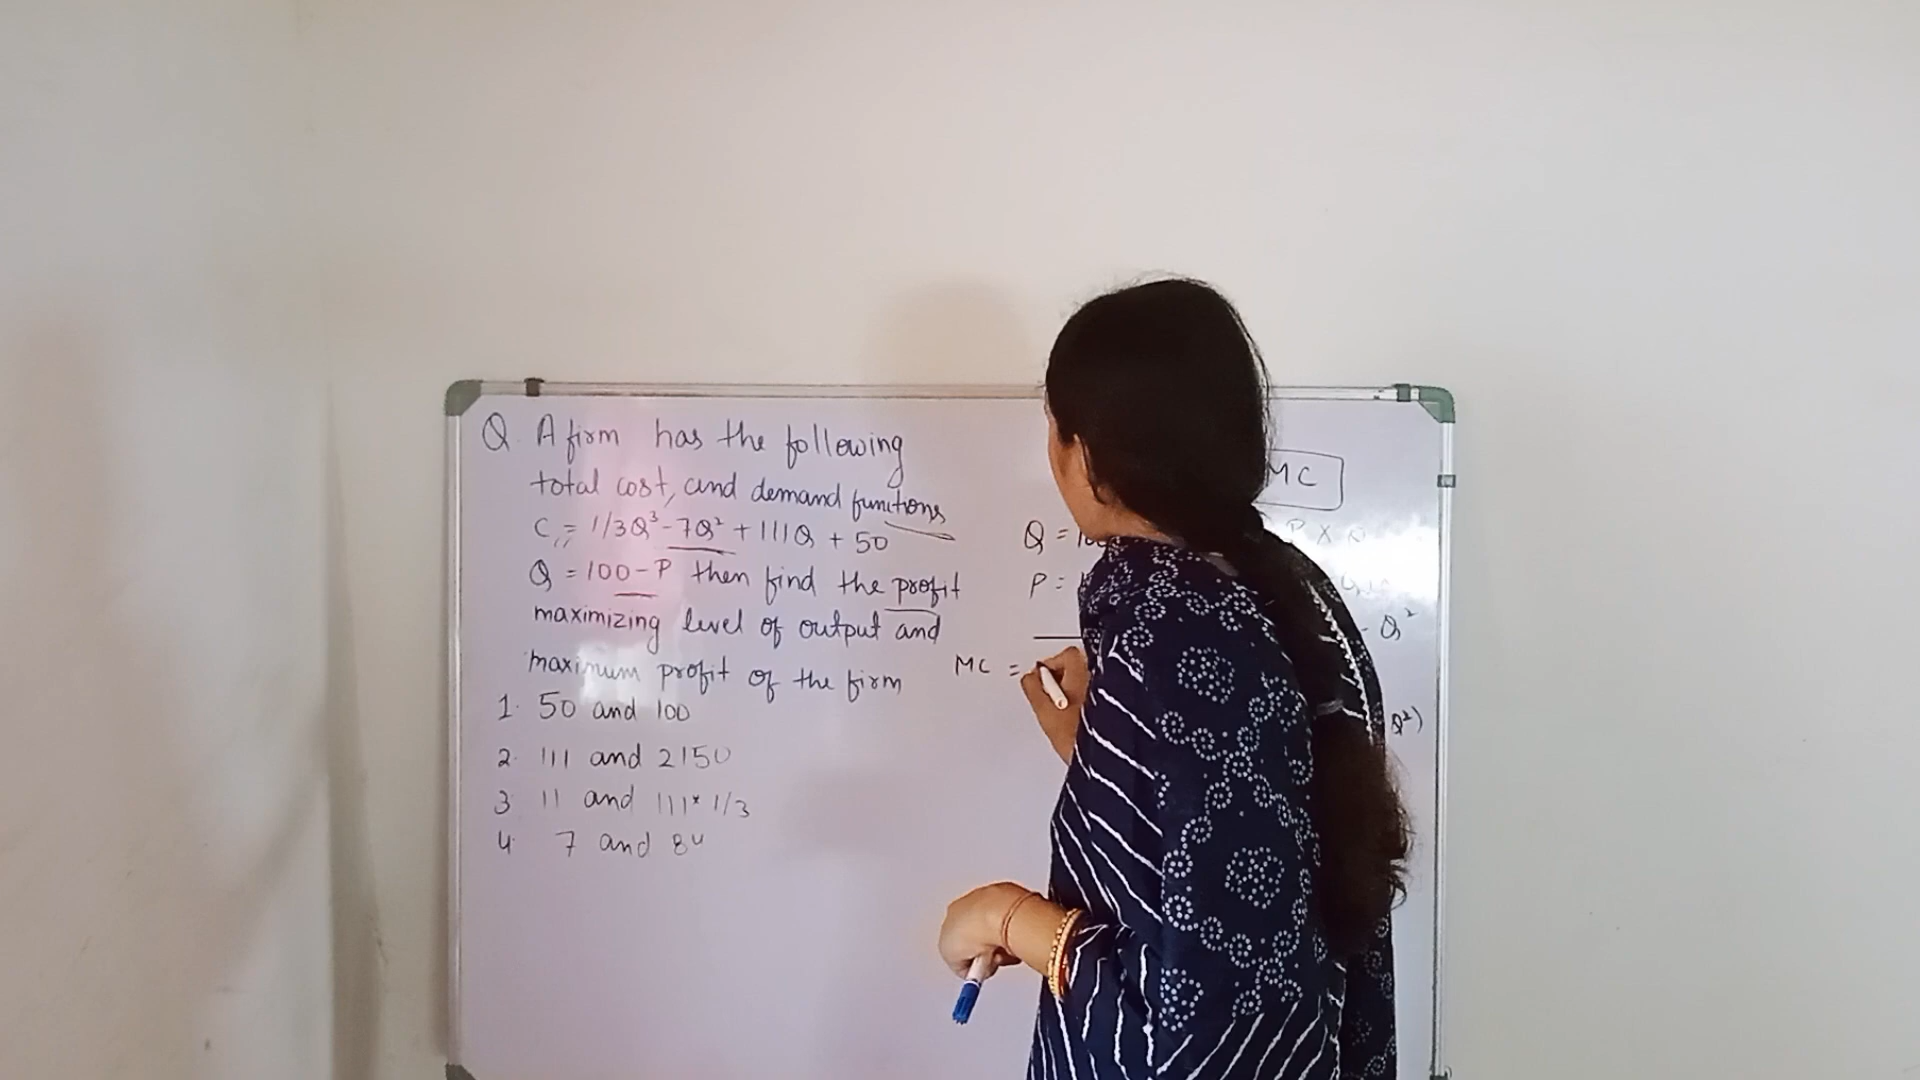 Q. A firm has the following
total cost, and demand functions
C = 1/3Q³ - 7Q² + 111Q + 50
Q = 100 - P then find the profit
maximizing level of output and
maximum profit of the firm
1. 50 and 100
2. 111 and 2150
3. 11 and 111* 1/3
4. 7 and 84
MC
Q =
P × Q
P =
- Q²
MC =
Q²)